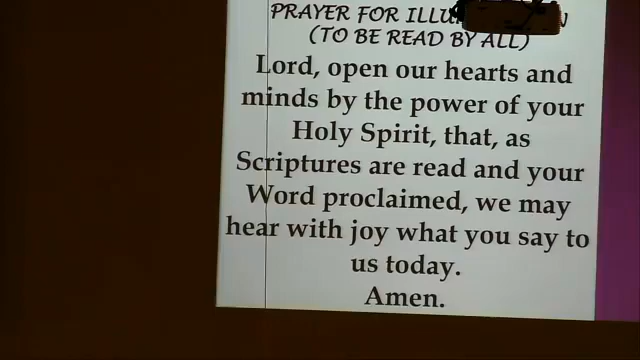 PRAYER FOR
(TO BE READ BY ALL)
Lord, open our hearts and
minds by the power of your
Holy Spirit, that, as
Scriptures are read and your
Word proclaimed, we may
hear with joy what you say to
us today.
Amen.